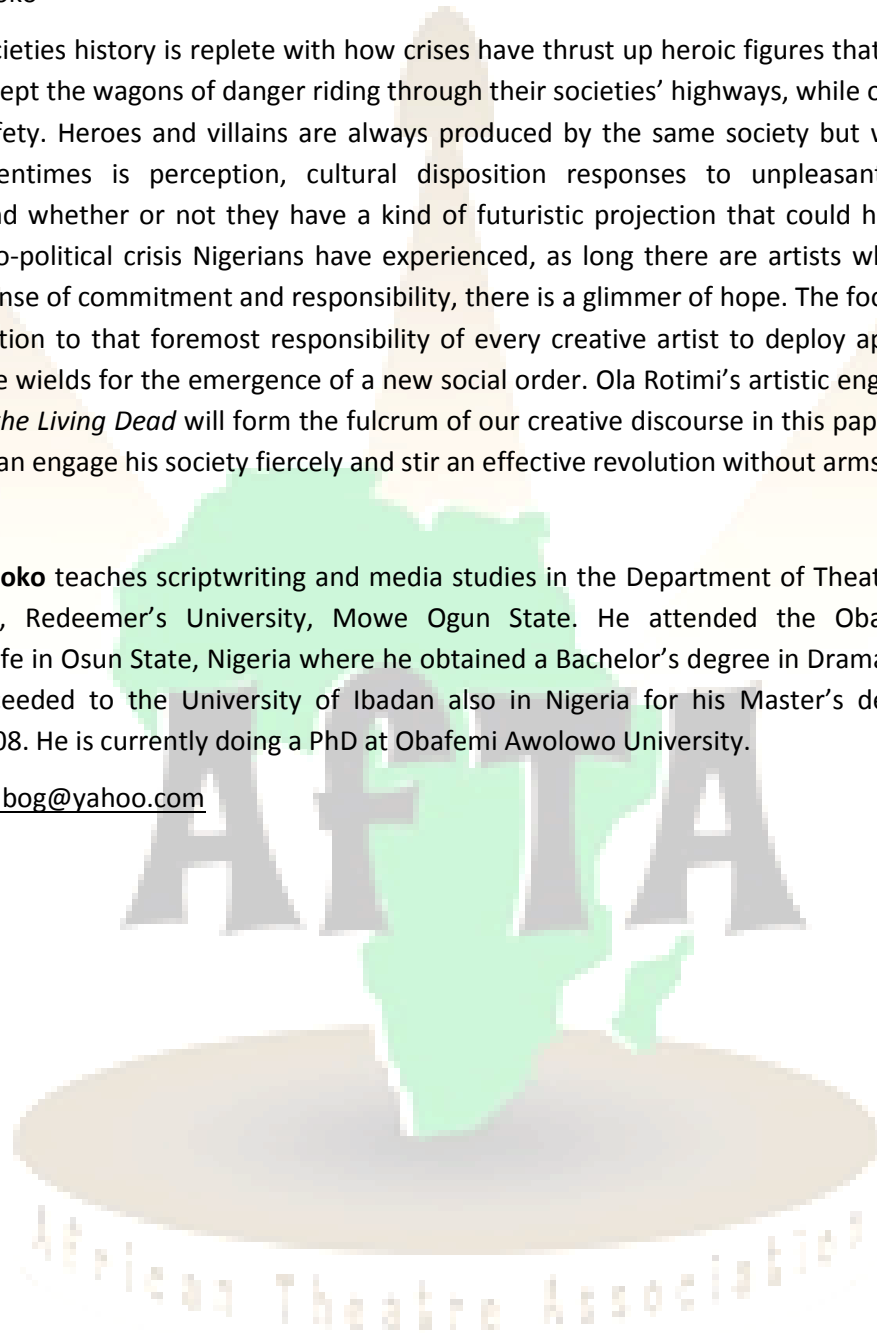 oko
cieties history is replete with how crises have thrust up heroic figures that
ept the wagons of danger riding through their societies' highways, while o
fety. Heroes and villains are always produced by the same society but w
entimes is perception, cultural disposition responses to unpleasant
nd whether or not they have a kind of futuristic projection that could h
o-political crisis Nigerians have experienced, as long there are artists wh
nse of commitment and responsibility, there is a glimmer of hope. The foc
tion to that foremost responsibility of every creative artist to deploy ap
e wields for the emergence of a new social order. Ola Rotimi's artistic eng
the Living Dead will form the fulcrum of our creative discourse in this pap
an engage his society fiercely and stir an effective revolution without arms
oko teaches scriptwriting and media studies in the Department of Theat
, Redeemer's University, Mowe Ogun State. He attended the Oba
fe in Osun State, Nigeria where he obtained a Bachelor's degree in Drama
ceeded to the University of Ibadan also in Nigeria for his Master's de
08. He is currently doing a PhD at Obafemi Awolowo University.
bog@yahoo.com
AfTA
African Theatre Association